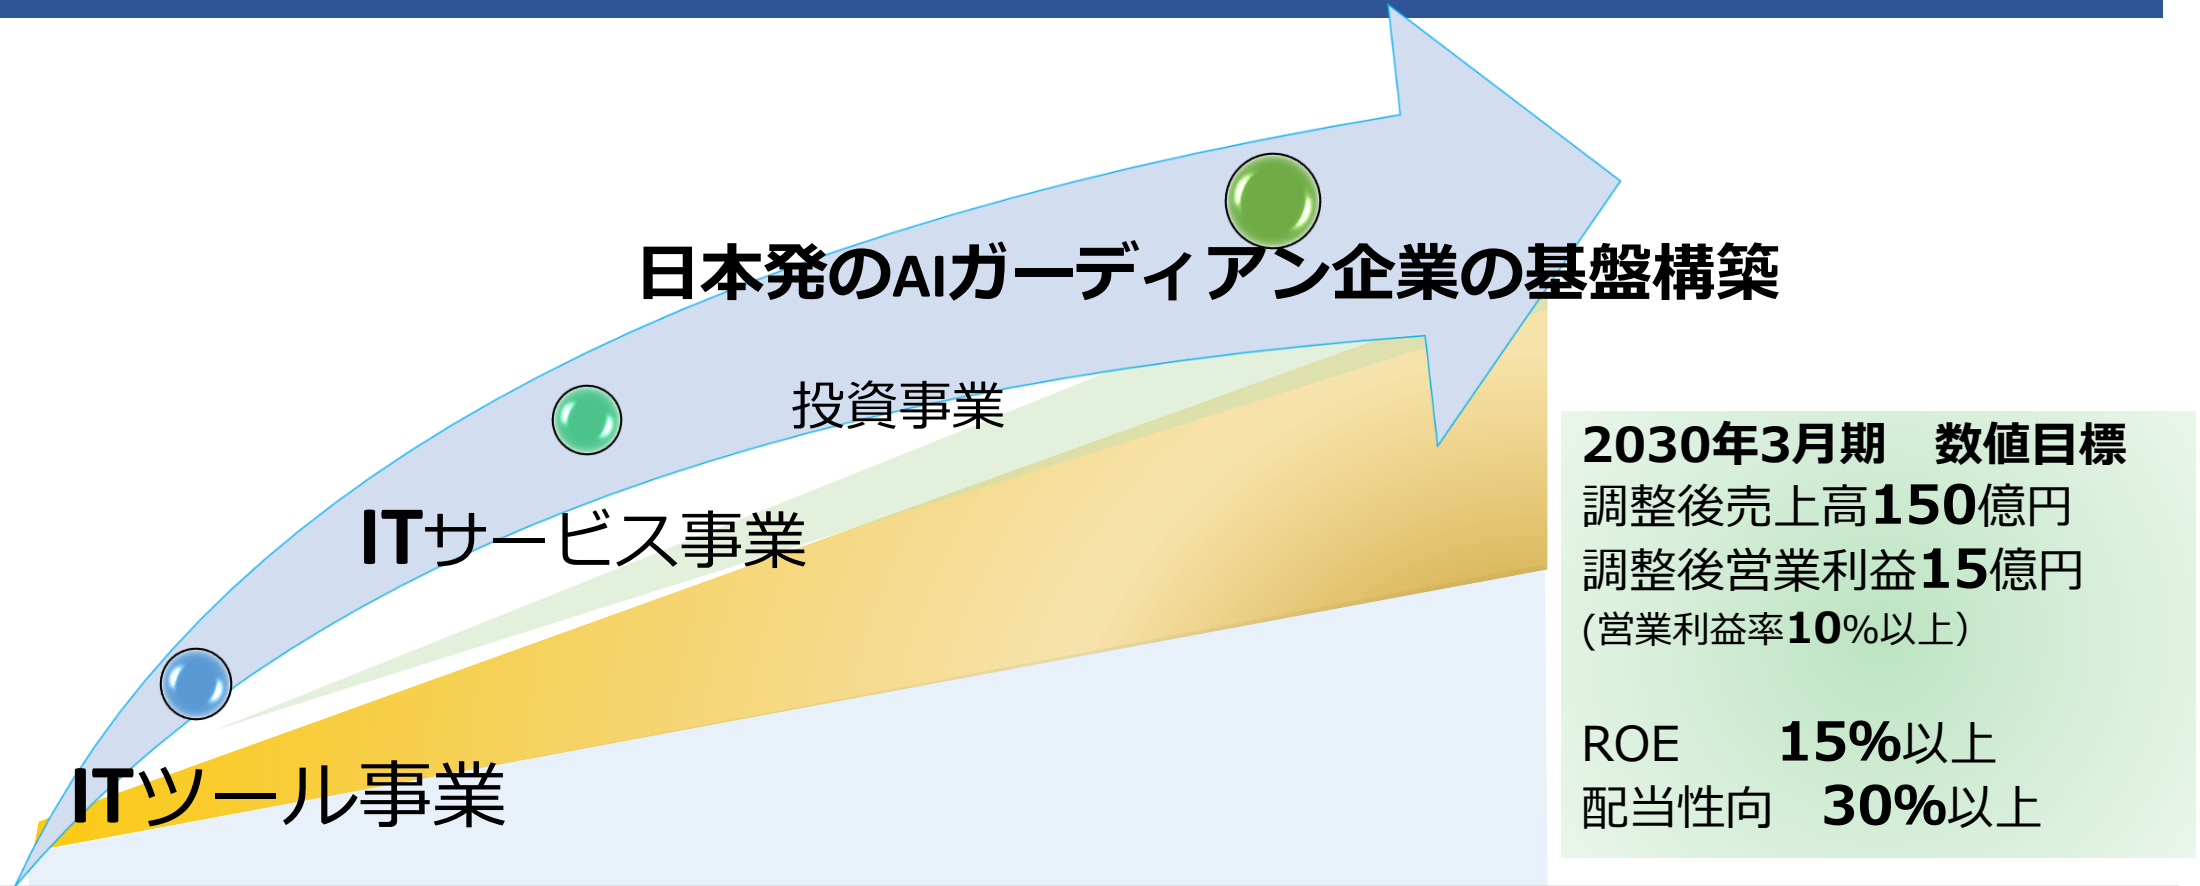 日本発のAIガーディアン企業の基盤構築
投資事業
ITサービス事業
ITツール事業
2030年3月期　数値目標
調整後売上高150億円
調整後営業利益15億円
(営業利益率10%以上）
ROE　　15%以上
配当性向　30%以上